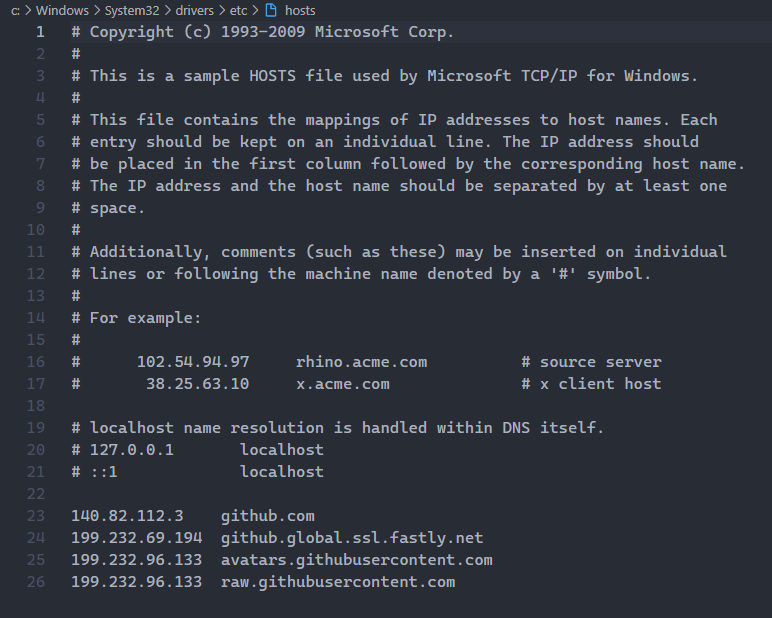 c: > Windows > System32 > drivers > etc > hosts
1 # Copyright (c) 1993-2009 Microsoft Corp.
2 #
3 # This is a sample HOSTS file used by Microsoft TCP/IP for Windows.
4 #
5 # This file contains the mappings of IP addresses to host names. Each
6 # entry should be kept on an individual line. The IP address should
7 # be placed in the first column followed by the corresponding host name.
8 # The IP address and the host name should be separated by at least one
9 # space.
10 #
11 # Additionally, comments (such as these) may be inserted on individual
12 # lines or following the machine name denoted by a '#' symbol.
13 #
14 # For example:
15 #
16 #      102.54.94.97     rhino.acme.com          # source server
17 #       38.25.63.10     x.acme.com              # x client host
18
19 # localhost name resolution is handled within DNS itself.
20 # 127.0.0.1       localhost
21 # ::1             localhost
22
23 140.82.112.3    github.com
24 199.232.69.194  github.global.ssl.fastly.net
25 199.232.96.133  avatars.githubusercontent.com
26 199.232.96.133  raw.githubusercontent.com